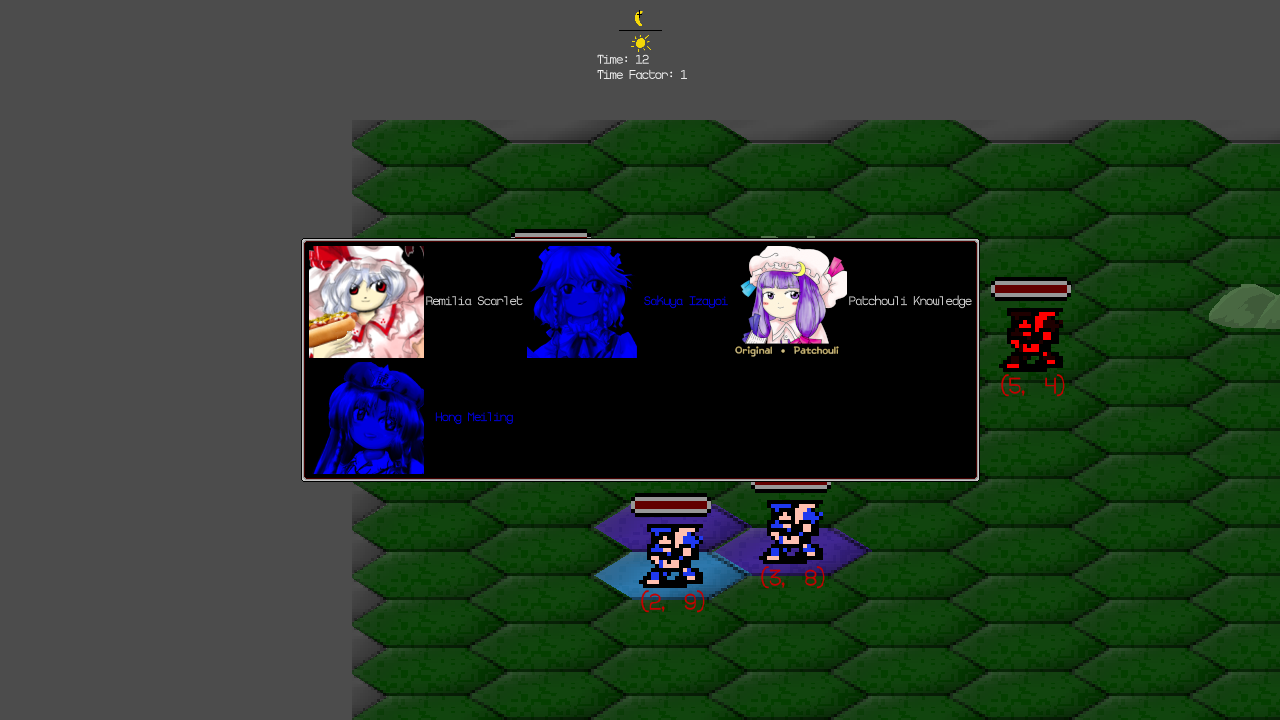 Time: 12
Time Factor: 1
Remilia Scarlet
Sakuya Izayoi
Patchouli Knowledge
Original • Patchouli
Hong Meiling
(5, 4)
(3, 8)
(2, 9)